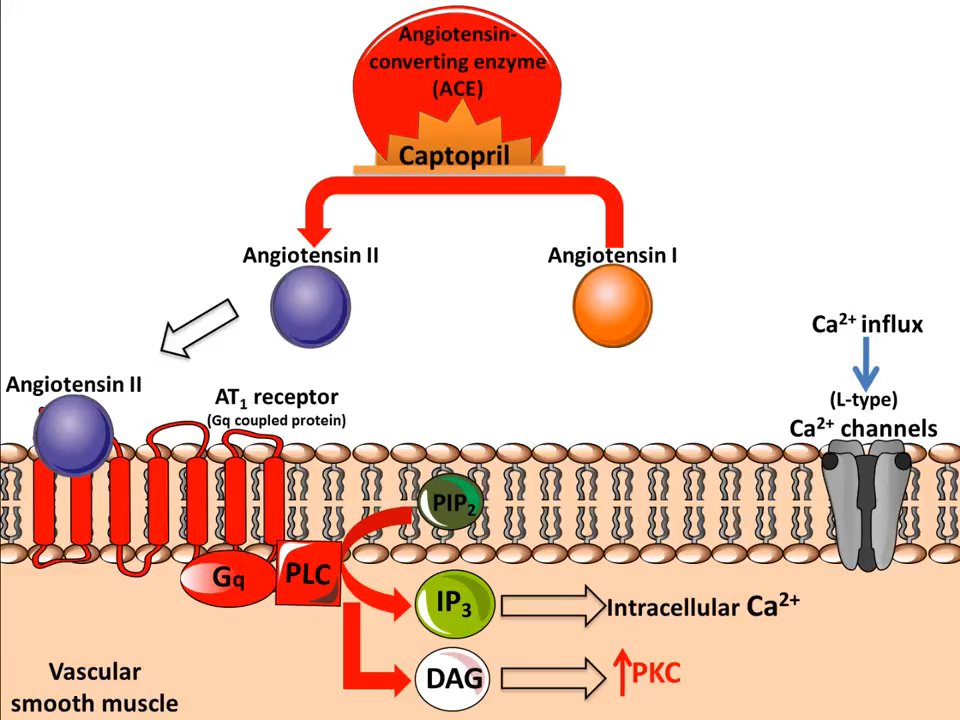 Angiotensin-
converting enzyme
(ACE)
Captopril
Angiotensin II
Angiotensin I
Ca²⁺ influx
Angiotensin II
AT₁ receptor
(Gq coupled protein)
(L-type)
Ca²⁺ channels
PIP₂
Gq
PLC
IP₃
Intracellular Ca²⁺
DAG
↑PKC
Vascular
smooth muscle